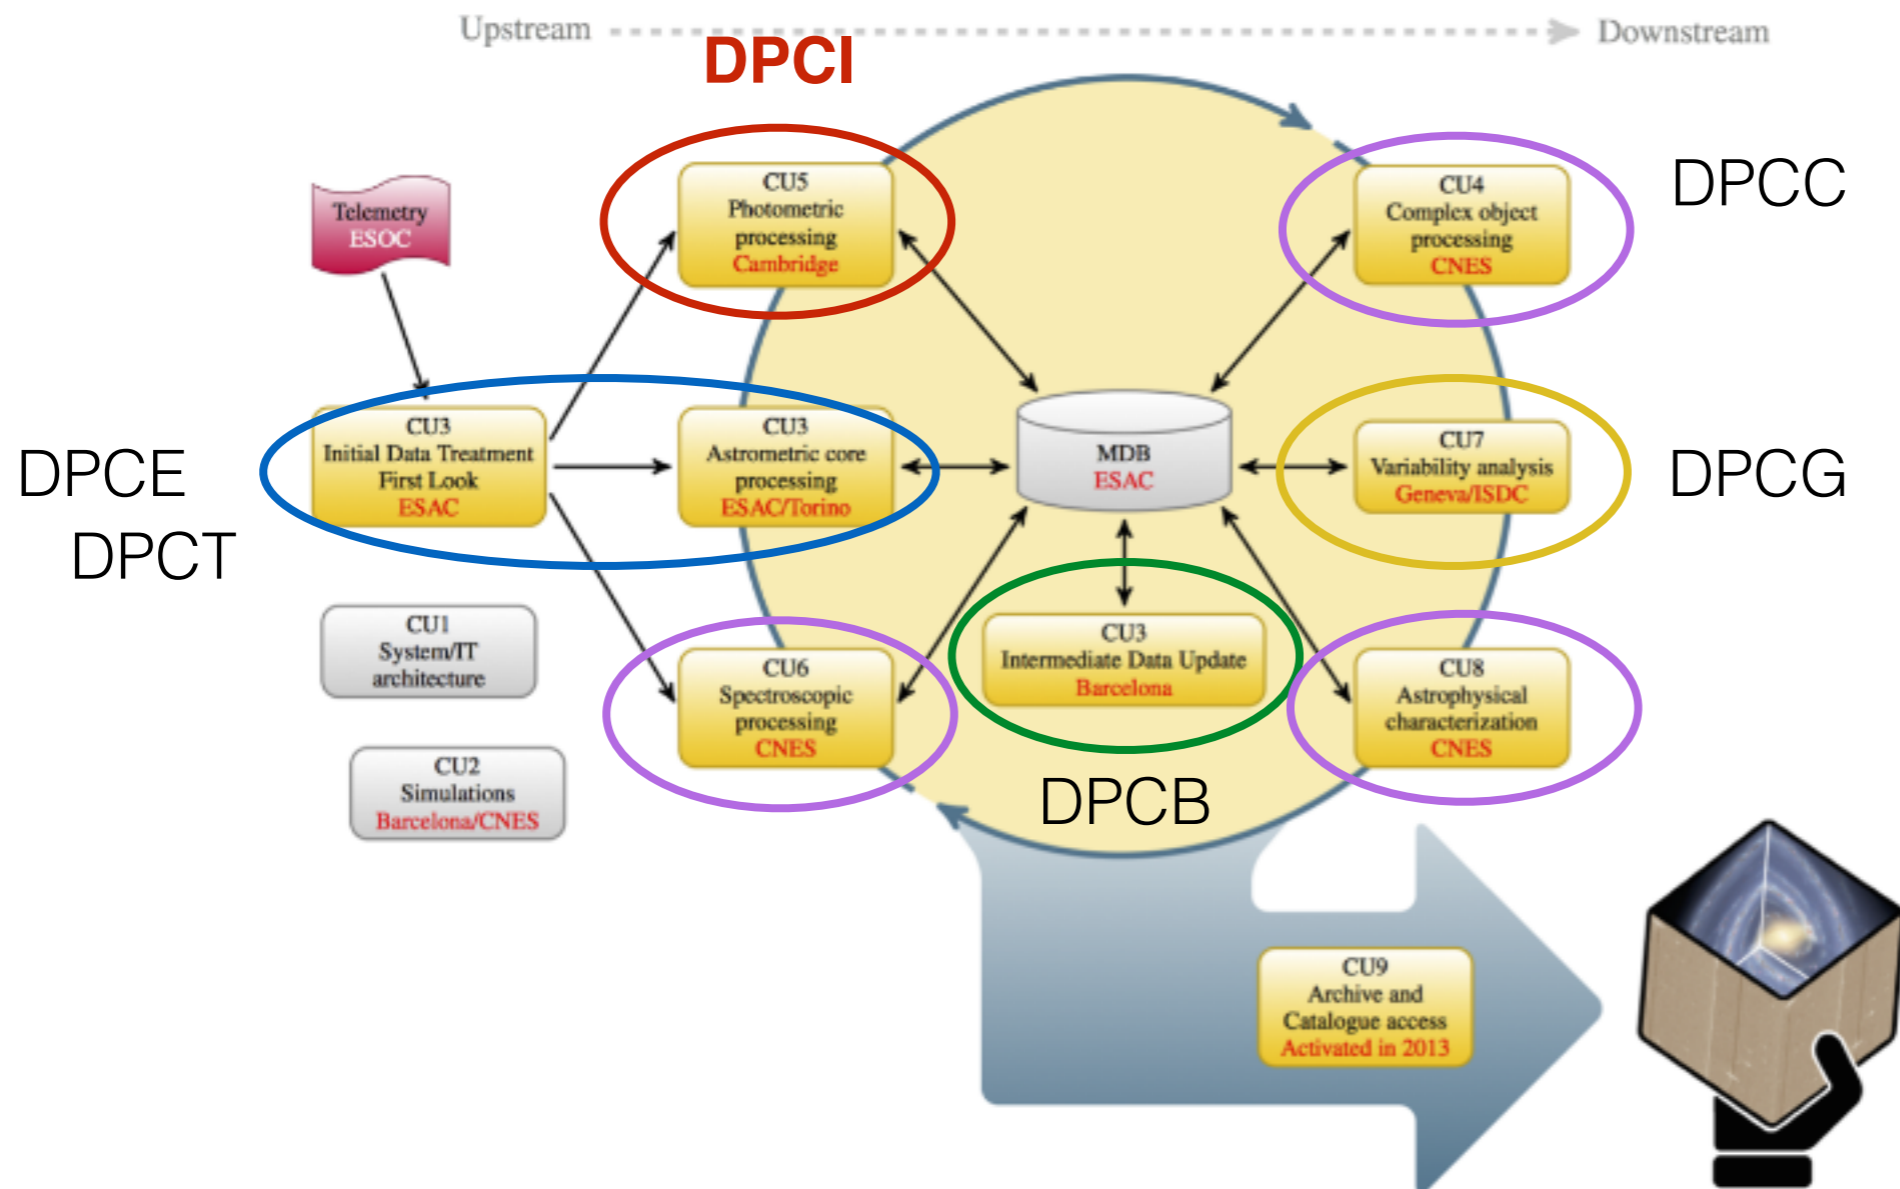 Upstream
Downstream
DPCI
CU5
Photometric
processing
Cambridge
CU4
Complex object
processing
CNES
DPCC
Telemetry
ESOC
DPCE
DPCT
CU3
Initial Data Treatment
First Look
ESAC
CU3
Astrometric core
processing
ESAC/Torino
MDB
ESAC
CU7
Variability analysis
Geneva/ISDC
DPCG
CU1
System/IT
architecture
CU6
Spectroscopic
processing
CNES
CU3
Intermediate Data Update
Barcelona
CU8
Astrophysical
characterization
CNES
CU2
Simulations
Barcelona/CNES
DPCB
CU9
Archive and
Catalogue access
Activated in 2013